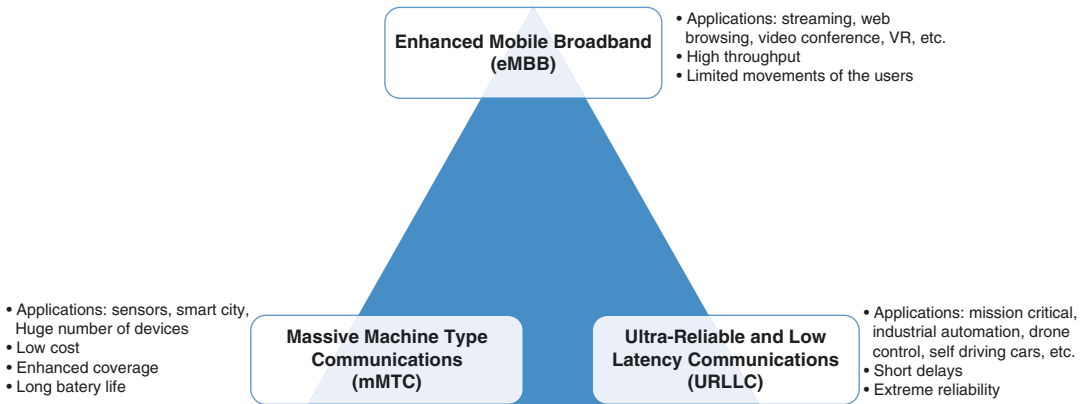 Enhanced Mobile Broadband
(eMBB)
• Applications: streaming, web
browsing, video conference, VR, etc.
• High throughput
• Limited movements of the users
• Applications: sensors, smart city,
Huge number of devices
• Low cost
• Enhanced coverage
• Long batery life
Massive Machine Type
Communications
(mMTC)
Ultra-Reliable and Low
Latency Communications
(URLLC)
• Applications: mission critical,
industrial automation, drone
control, self driving cars, etc.
• Short delays
• Extreme reliability